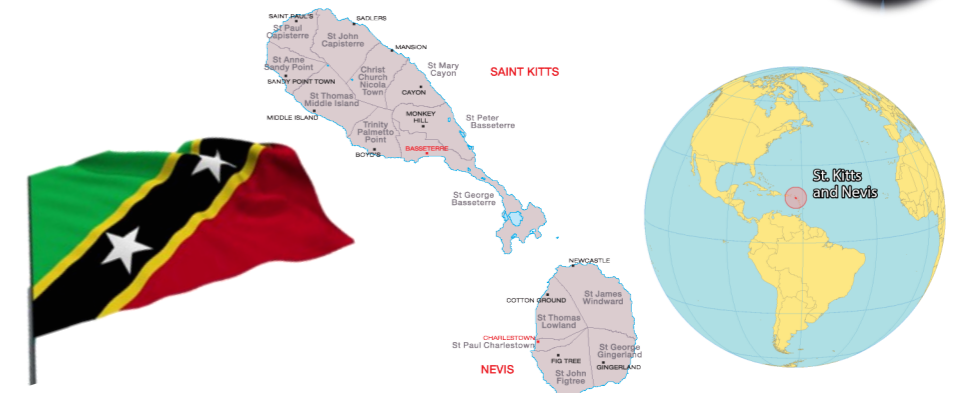 SAINT PAUL'S
SADLERS
St Paul
Capisterre
St John
Capisterre
MANSION
St Anne
Sandy Point
Christ
Church
Nicola
Town
St Mary
Cayon
SAINT KITTS
SANDY POINT TOWN
CAYON
St Thomas
Middle Island
MIDDLE ISLAND
MONKEY
HILL
St Peter
Basseterre
Trinity
Palmetto
Point
BOYD'S
BASSETERRE
St. Kitts
and Nevis
St George
Basseterre
NEWCASTLE
COTTON GROUND
St James
Windward
St Thomas
Lowland
CHARLESTOWN
St Paul Charlestown
St George
Gingerland
FIG TREE
GINGERLAND
NEVIS
St John
Figtree